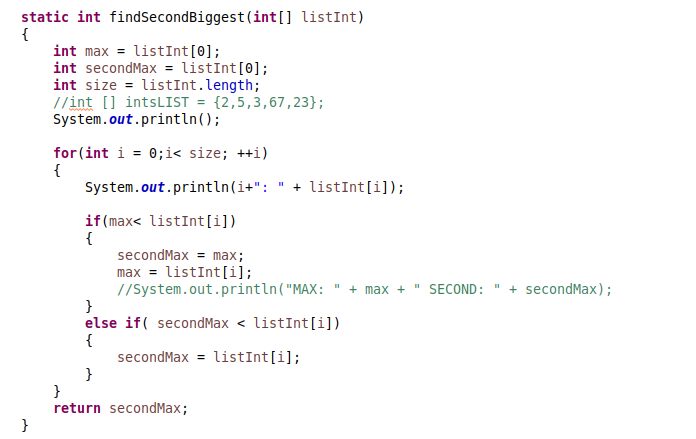 static int findSecondBiggest(int[] listInt)
{
    int max = listInt[0];
    int secondMax = listInt[0];
    int size = listInt.length;
    //int [] intsLIST = {2,5,3,67,23};
    System.out.println();

    for(int i = 0;i< size; ++i)
    {
        System.out.println(i+": " + listInt[i]);

        if(max< listInt[i])
        {
            secondMax = max;
            max = listInt[i];
            //System.out.println("MAX: " + max + " SECOND: " + secondMax);
        }
        else if( secondMax < listInt[i])
        {
            secondMax = listInt[i];
        }
    }
    return secondMax;
}